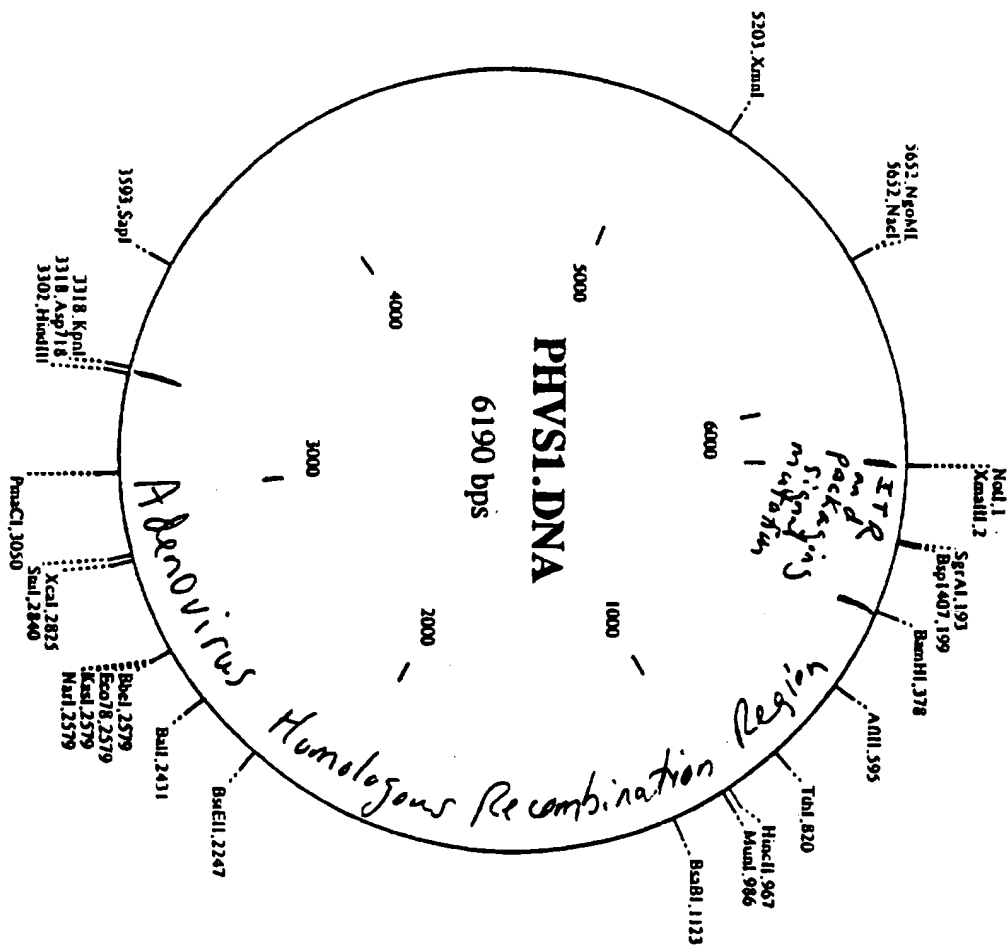 PHVS1.DNA
6190 bps
NotI.1
XmaIII.2
SgrAI.193
Bsp1407.199
BamHI.378
AflII.595
Tth1.820
HincII.967
MunI.986
BsaBI.1123
BstEII.2247
BalI.2431
BbeI.2579
Eco78.2579
KasI.2579
NarI.2579
XcaI.2825
StuI.2840
PmaCI.3050
3318.KpnI
3318.Asp718
3302.HindIII
3593.SapI
5203.XmnI
5652.NgoMI
5652.NaeI
1000
2000
3000
4000
5000
6000
ITR
and
packaging
signaling
mutation
Adenovirus Homologous Recombination Region